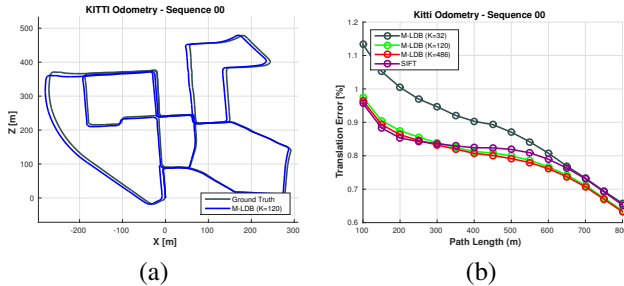 KITTI Odometry - Sequence 00
Z [m]
500
400
300
200
100
0
-200
-100
0
100
200
300
X [m]
Ground Truth
M-LDB (K=120)
(a)
Kitti Odometry - Sequence 00
Translation Error [%]
1.2
1.1
1
0.9
0.8
0.7
0.6
100
200
300
400
500
600
700
800
Path Length (m)
M-LDB (K=32)
M-LDB (K=120)
M-LDB (K=486)
SIFT
(b)